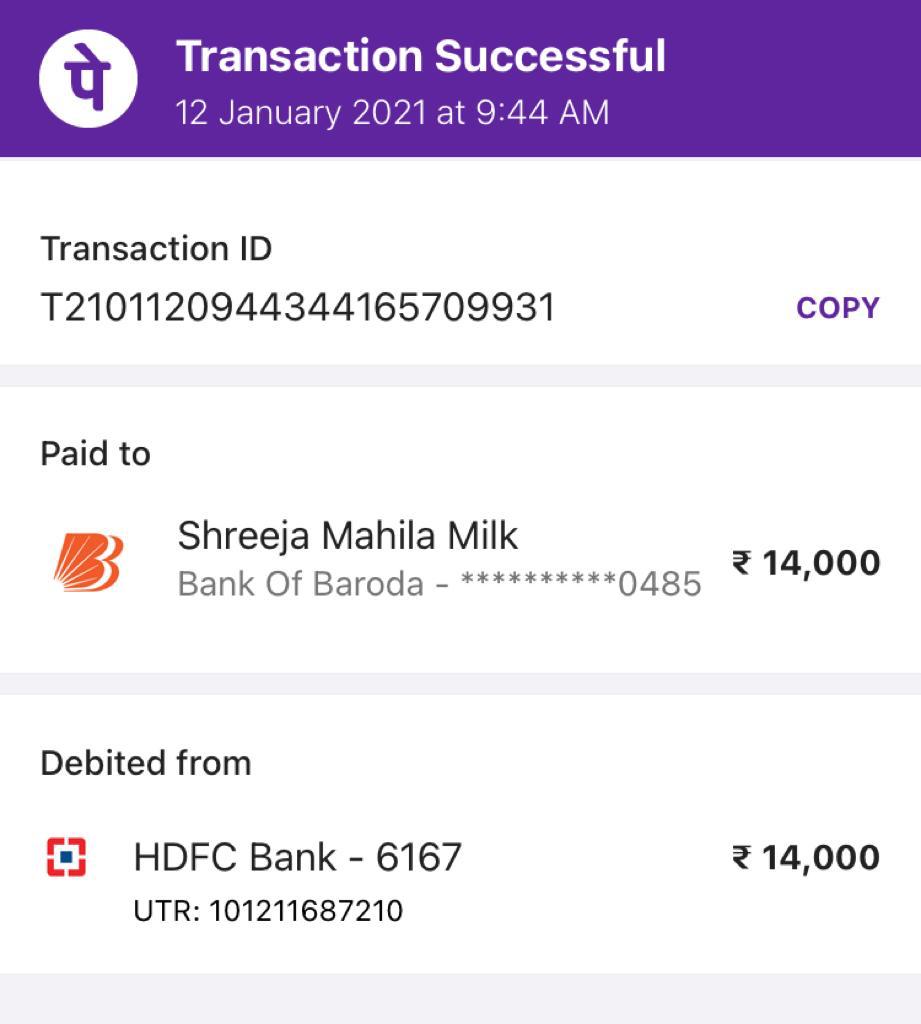 पे
Transaction Successful
12 January 2021 at 9:44 AM
Transaction ID
T2101120944344165709931
COPY
Paid to
Shreeja Mahila Milk
Bank Of Baroda - **********0485
₹ 14,000
Debited from
HDFC Bank - 6167
₹ 14,000
UTR: 101211687210